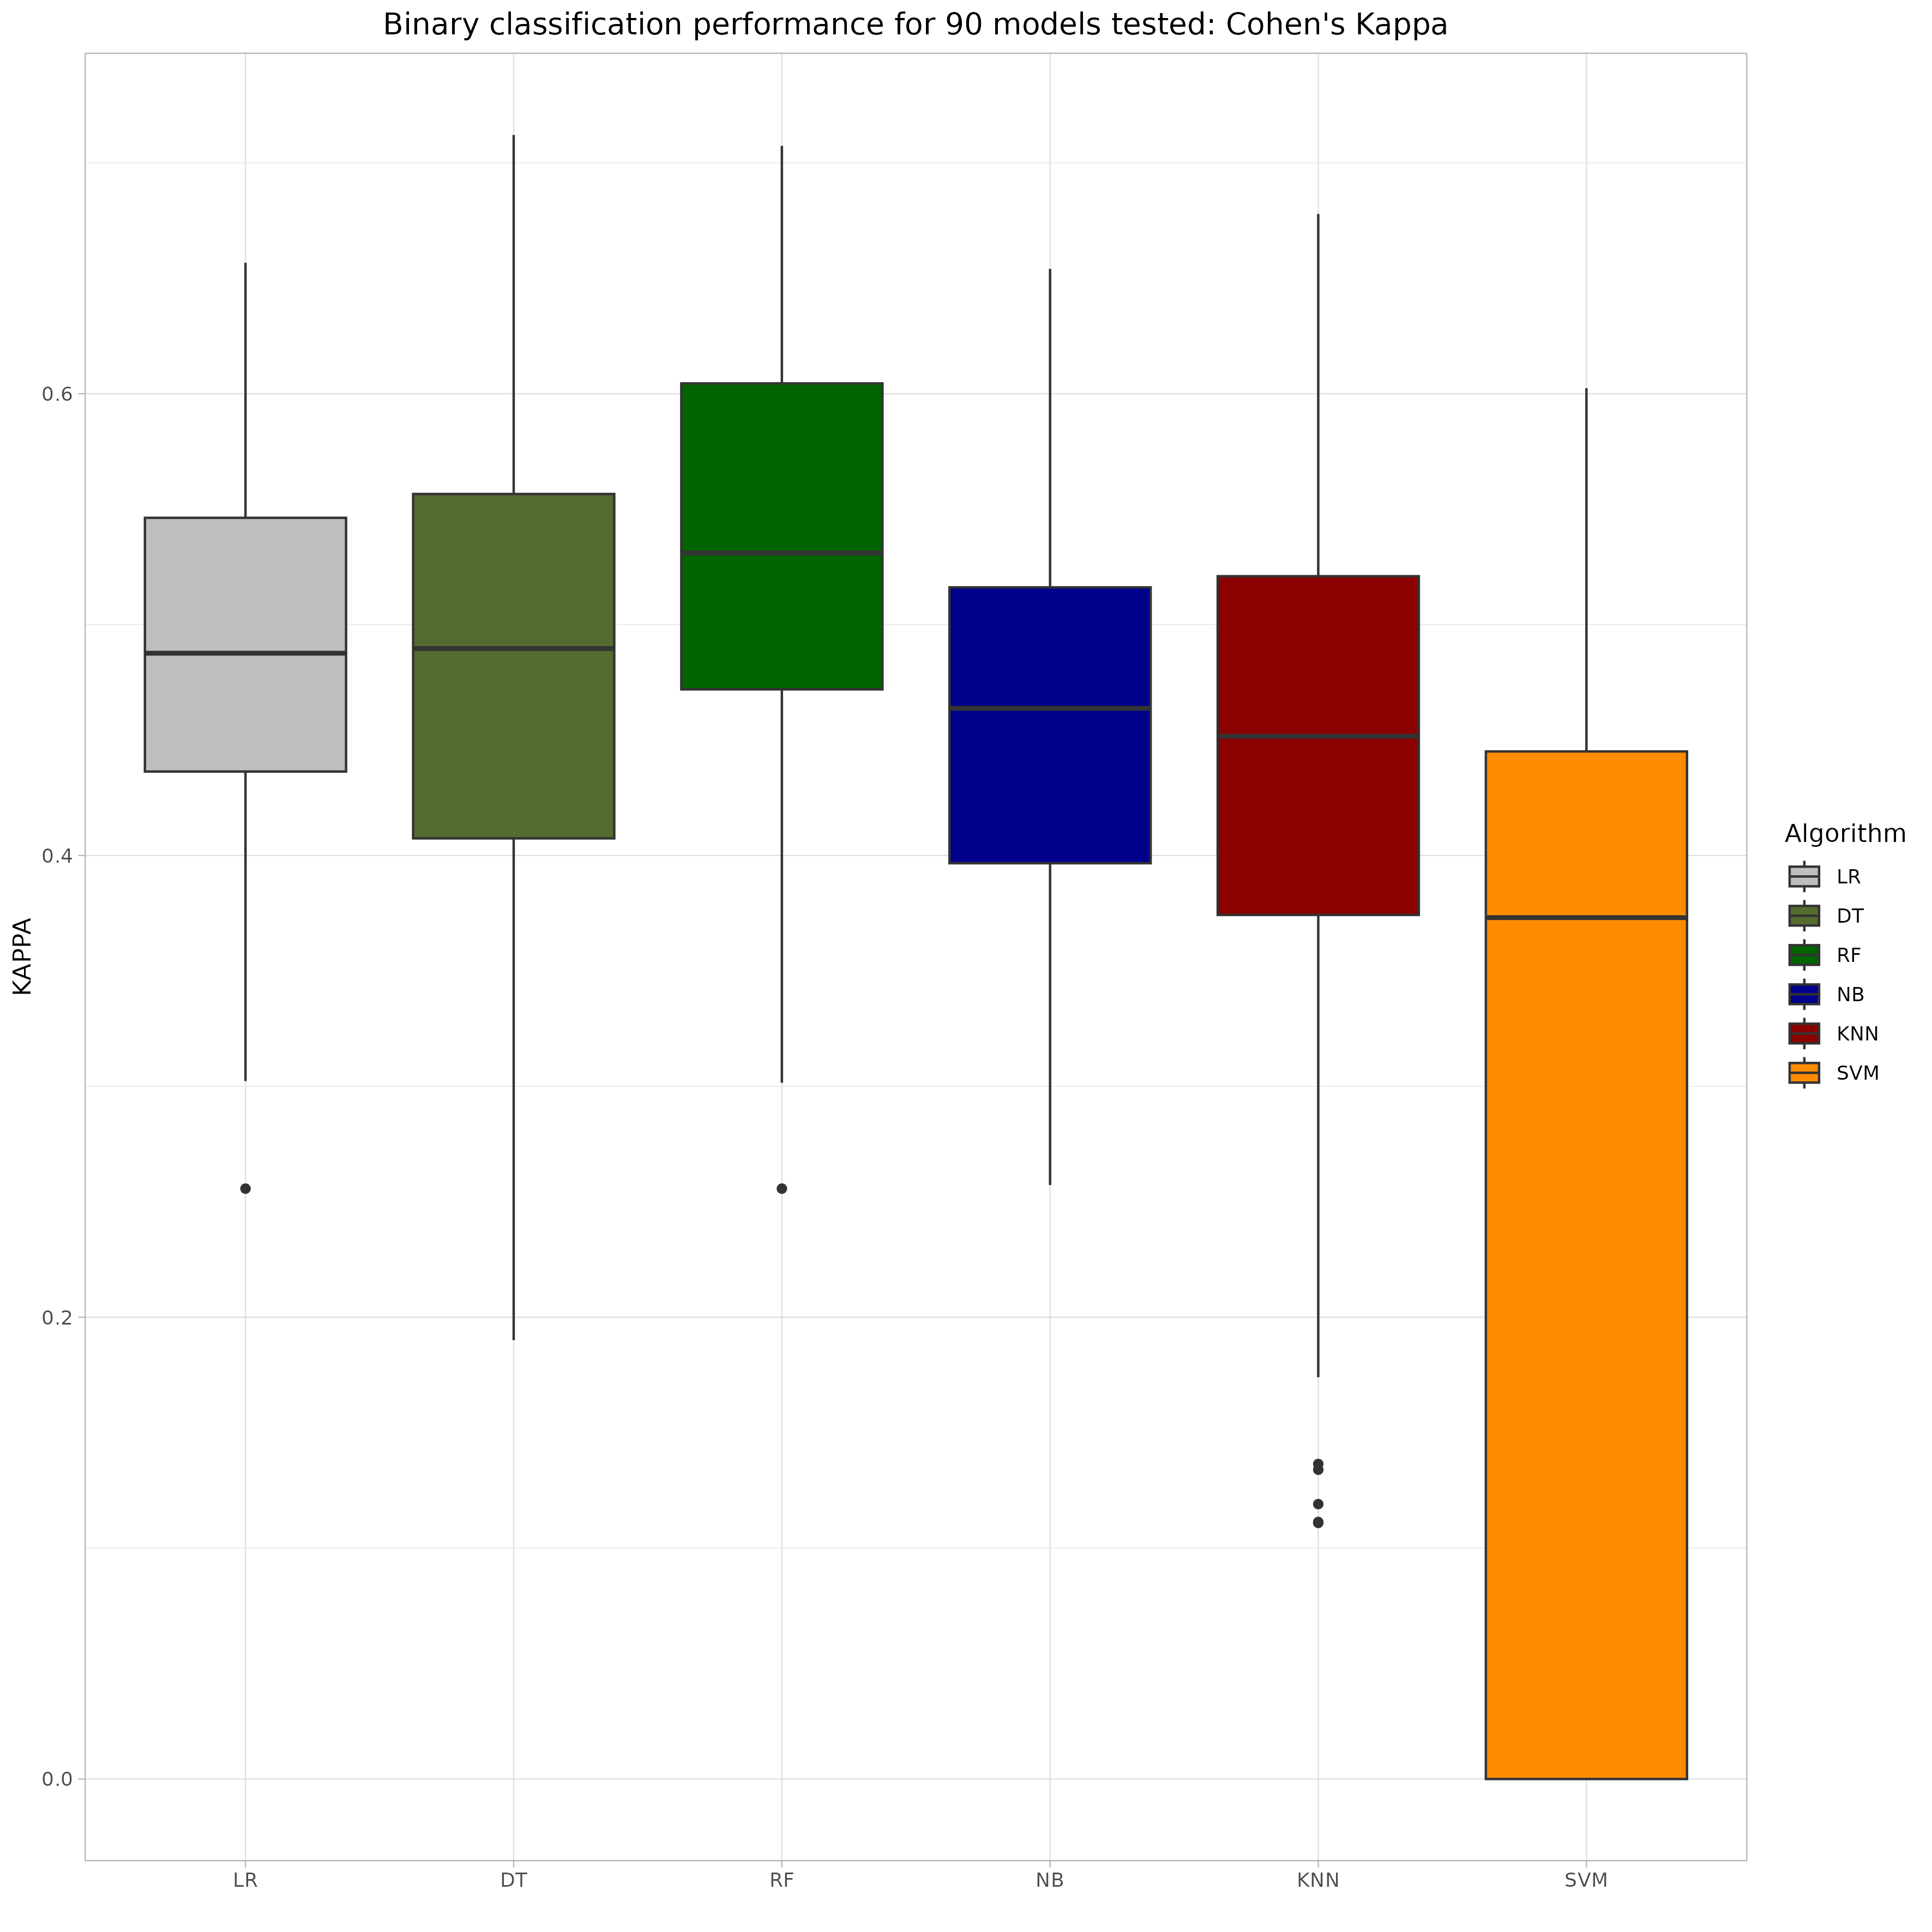 Binary classification performance for 90 models tested: Cohen's Kappa
KAPPA
0.6
0.4
0.2
0.0
LR DT RF NB KNN SVM
Algorithm
LR
DT
RF
NB
KNN
SVM